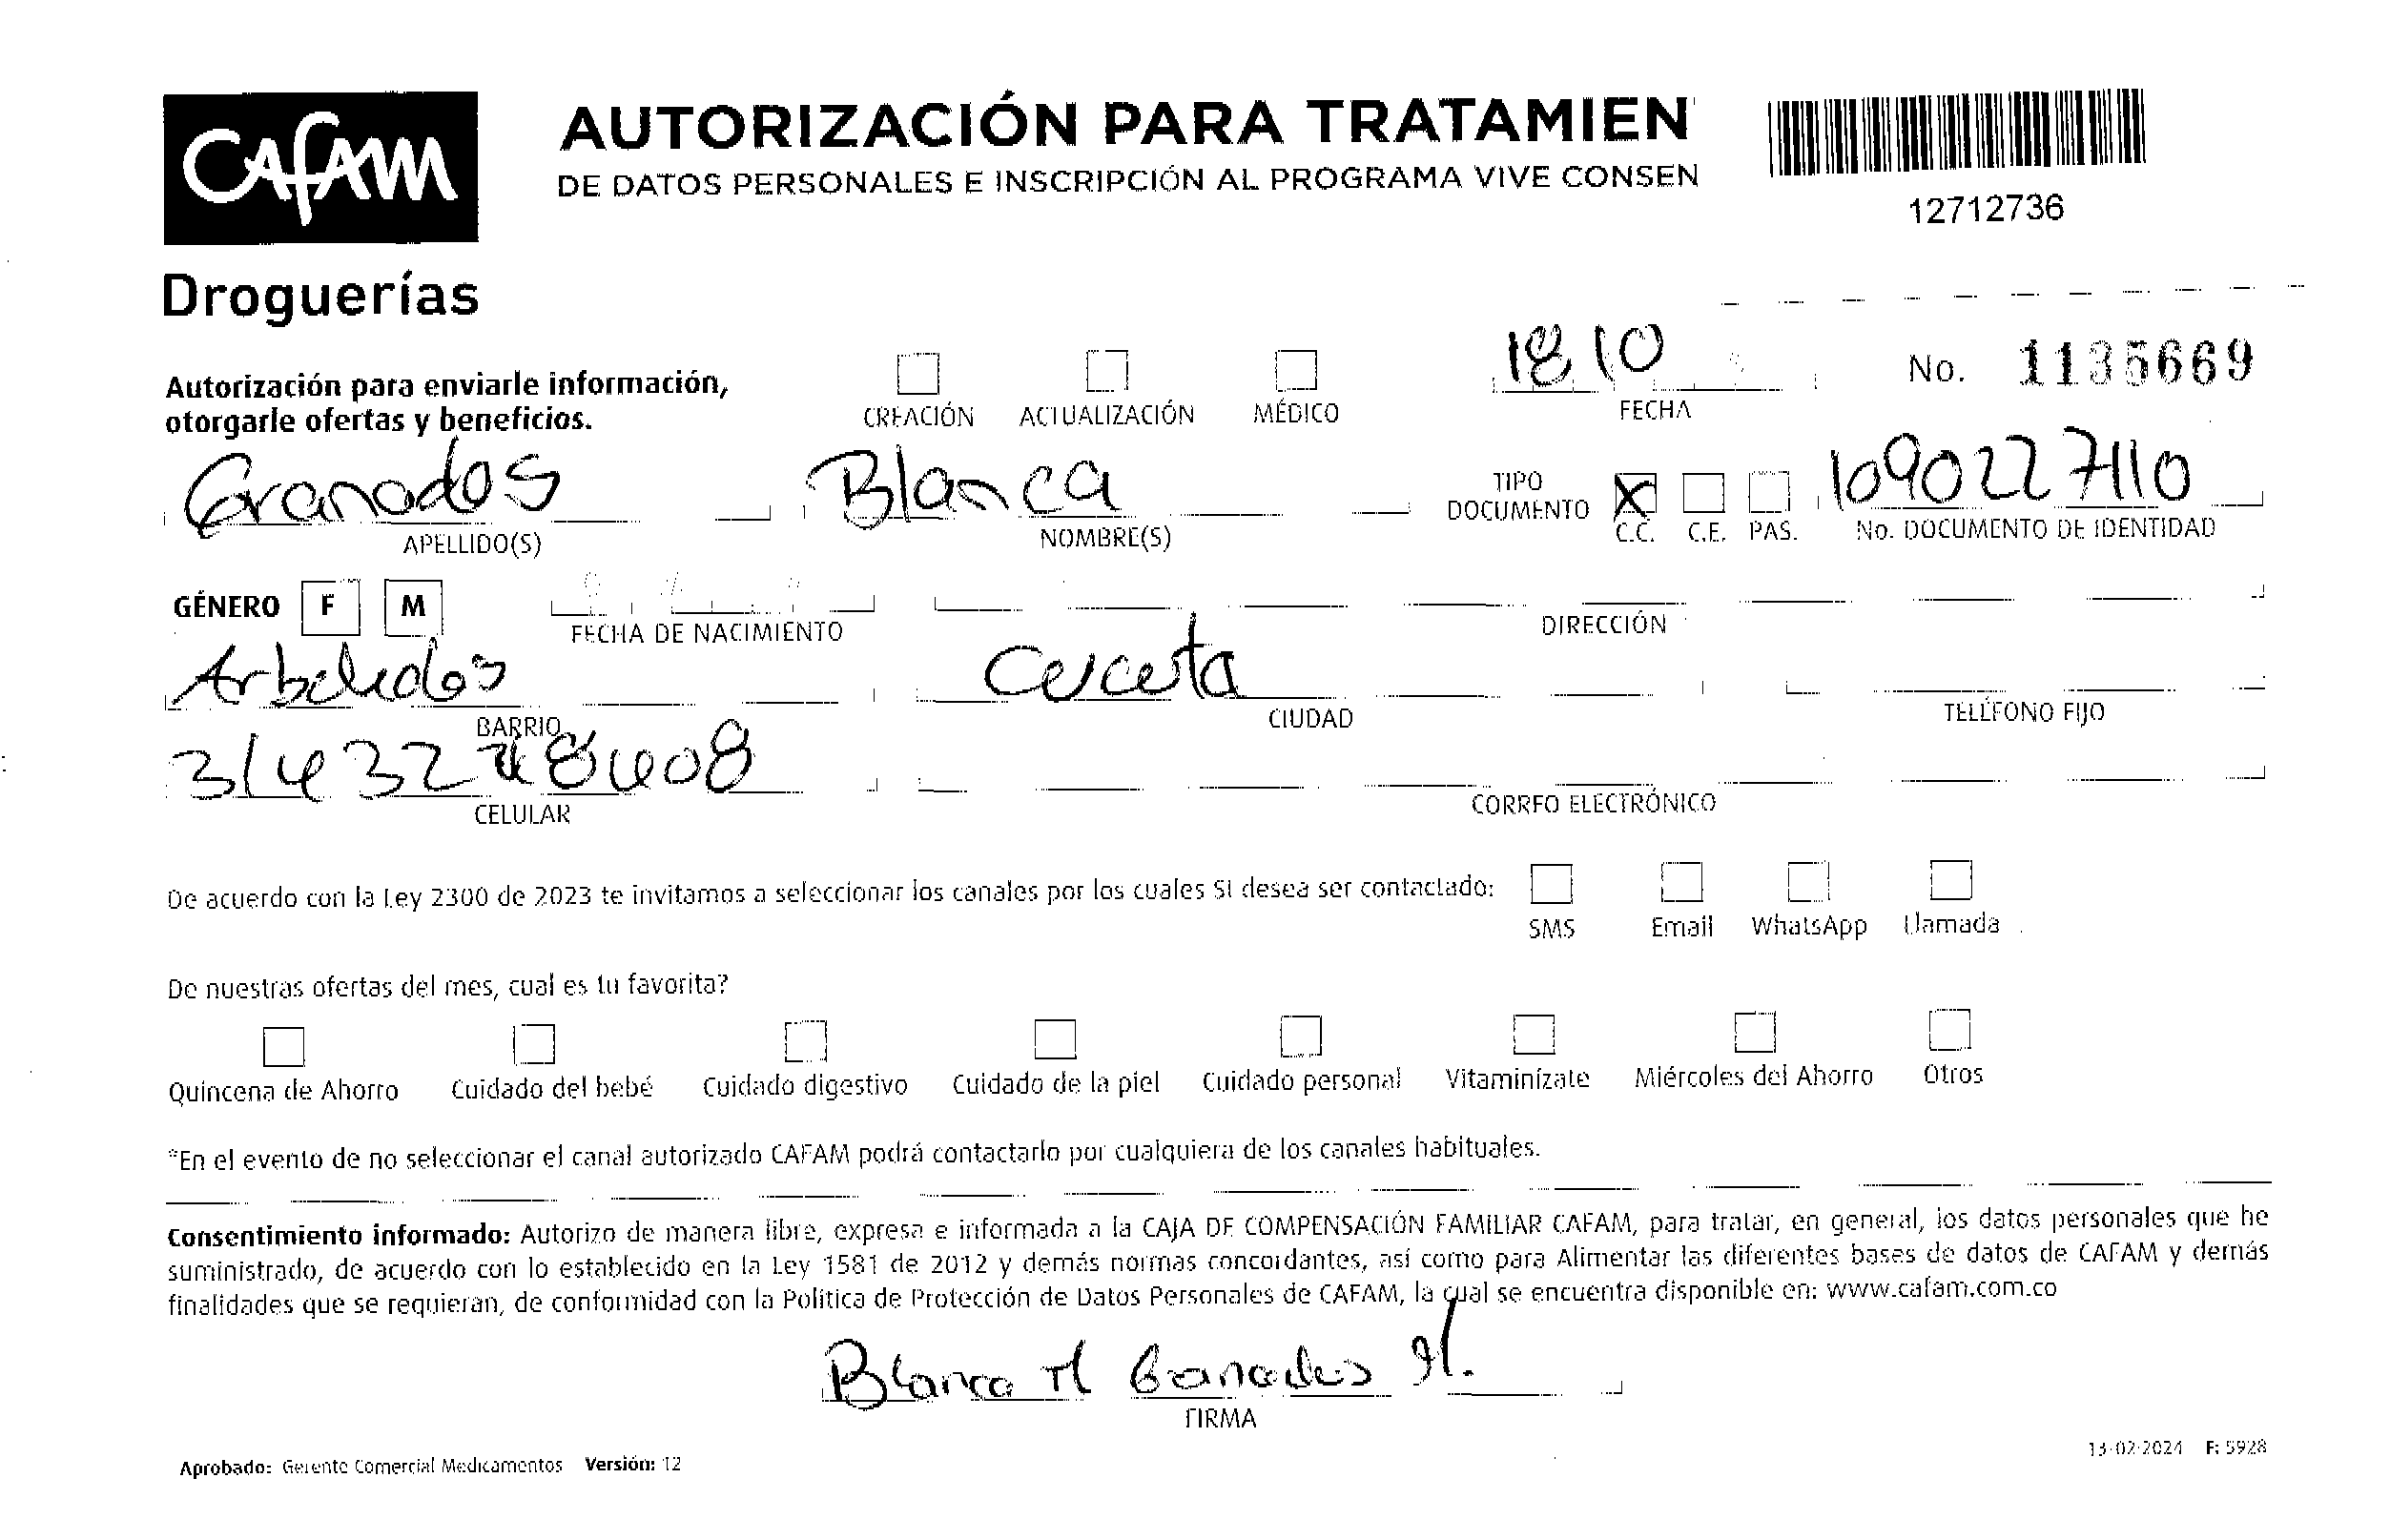 CAFAM
Droguerías
AUTORIZACIÓN PARA TRATAMIEN
DE DATOS PERSONALES E INSCRIPCIÓN AL PROGRAMA VIVE CONSEN
12712736
Autorización para enviarle información,
otorgarle ofertas y beneficios.
CREACIÓN ACTUALIZACIÓN MÉDICO
18 10
FECHA
No. 1135669
Granados Blanca
APELLIDO(S) NOMBRE(S)
TIPO
DOCUMENTO X C.C. C.E. PAS.
1090227110
No. DOCUMENTO DE IDENTIDAD
GÉNERO F M
FECHA DE NACIMIENTO DIRECCIÓN
BARRIO CIUDAD TELÉFONO FIJO
CELULAR CORREO ELECTRÓNICO
De acuerdo con la Ley 2300 de 2023 te invitamos a seleccionar los canales por los cuales SI desea ser contactado:
SMS Email WhatsApp Llamada
De nuestras ofertas del mes, cual es tu favorita?
Quincena de Ahorro Cuidado del bebé Cuidado digestivo Cuidado de la piel Cuidado personal Vitaminízate Miércoles del Ahorro Otros
*En el evento de no seleccionar el canal autorizado CAFAM podrá contactarlo por cualquiera de los canales habituales.
Consentimiento informado: Autorizo de manera libre, expresa e informada a la CAJA DE COMPENSACIÓN FAMILIAR CAFAM, para tratar, en general, los datos personales que he
suministrado, de acuerdo con lo establecido en la Ley 1581 de 2012 y demás normas concordantes, así como para Alimentar las diferentes bases de datos de CAFAM y demás
finalidades que se requieran, de conformidad con la Política de Protección de Datos Personales de CAFAM, la cual se encuentra disponible en: www.cafam.com.co
Blanca M Granados M.
FIRMA
Aprobado: Gerente Comercial Medicamentos Versión: 12
13-02-2024 F: 5928